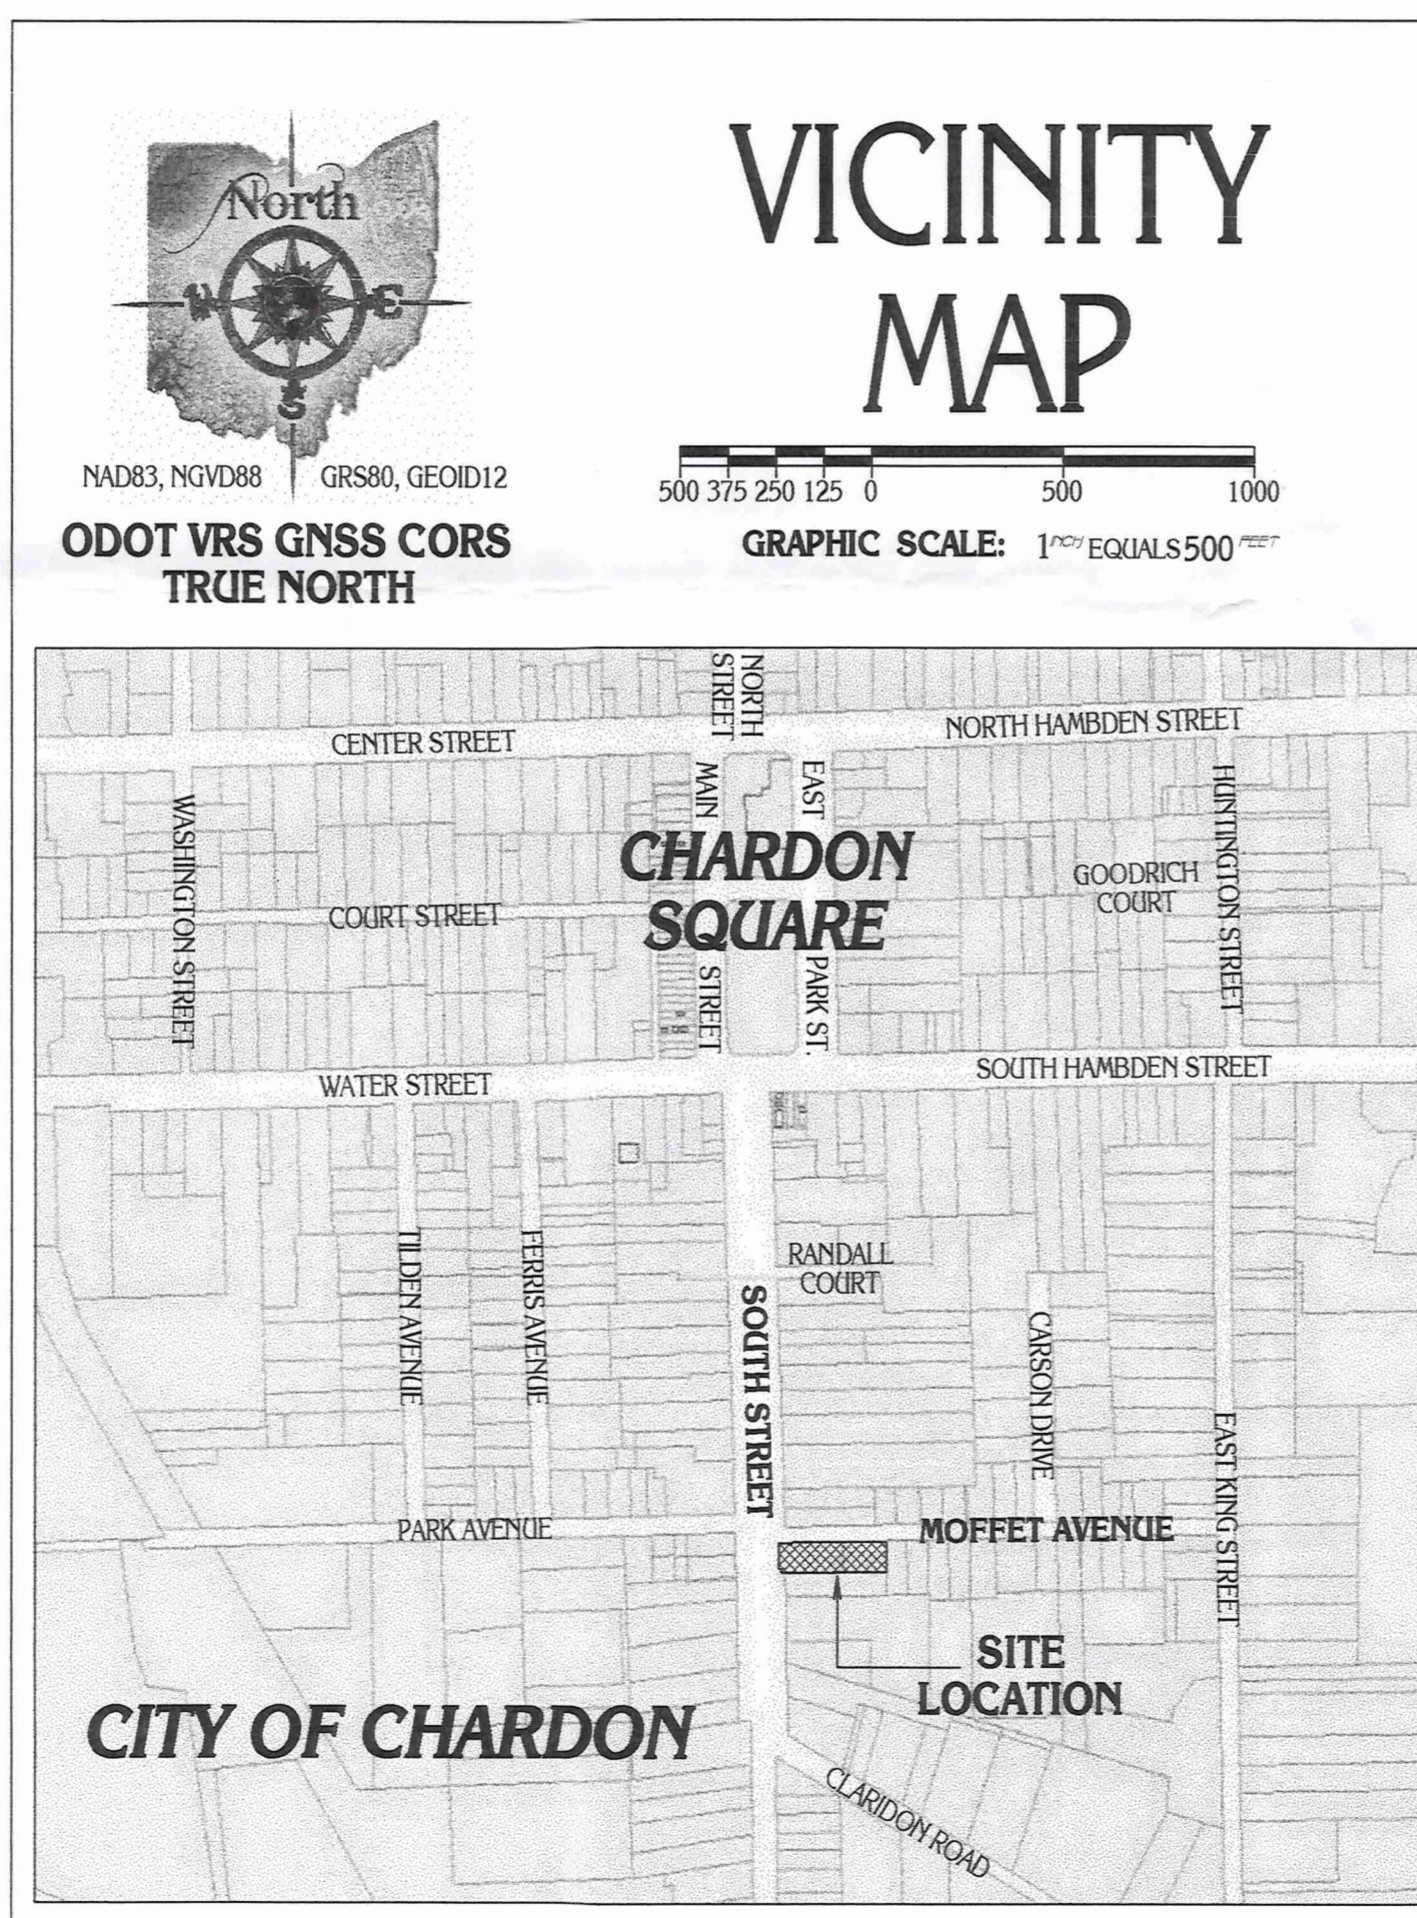 North
W
E
S
NAD83, NGVD88
GRS80, GEOID12
ODOT VRS GNSS CORS
TRUE NORTH
VICINITY
MAP
500 375 250 125 0 500 1000
GRAPHIC SCALE: 1 INCH EQUALS 500 FEET
NORTH
STREET
CENTER STREET
NORTH HAMBDEN STREET
MAIN
EAST
WASHINGTON STREET
HUNTINGTON STREET
CHARDON
SQUARE
GOODRICH
COURT
COURT STREET
STREET
PARK ST.
WATER STREET
SOUTH HAMBDEN STREET
TILDEN AVENUE
FERRIS AVENUE
RANDALL
COURT
SOUTH STREET
CARSON DRIVE
EAST KING STREET
PARK AVENUE
MOFFET AVENUE
SITE
LOCATION
CITY OF CHARDON
CLARIDON ROAD